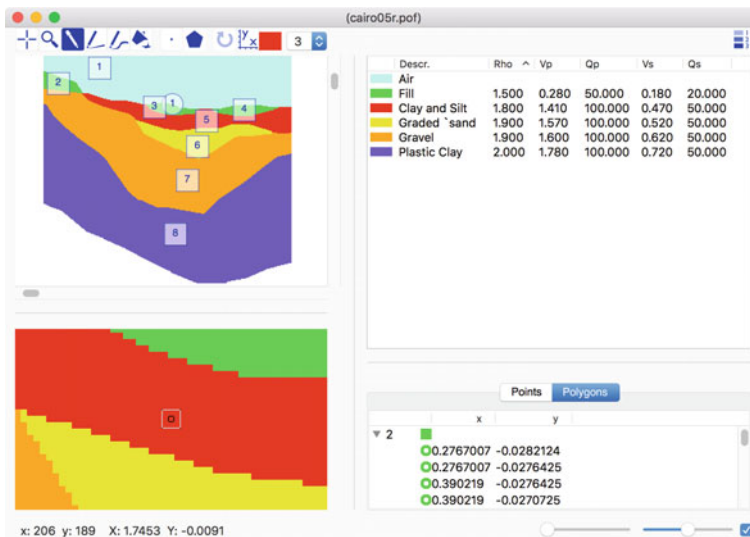 (cairo05r.pof)
y x 3
Descr. Rho Vp Qp Vs Qs
Air
Fill 1.500 0.280 50.000 0.180 20.000
Clay and Silt 1.800 1.410 100.000 0.470 50.000
Graded `sand 1.900 1.570 100.000 0.520 50.000
Gravel 1.900 1.600 100.000 0.620 50.000
Plastic Clay 2.000 1.780 100.000 0.720 50.000
1
2
3 1 4
5
6
7
8
Points Polygons
x y
2
0.2767007 -0.0282124
0.2767007 -0.0276425
0.390219 -0.0276425
0.390219 -0.0270725
x: 206 y: 189 X: 1.7453 Y: -0.0091